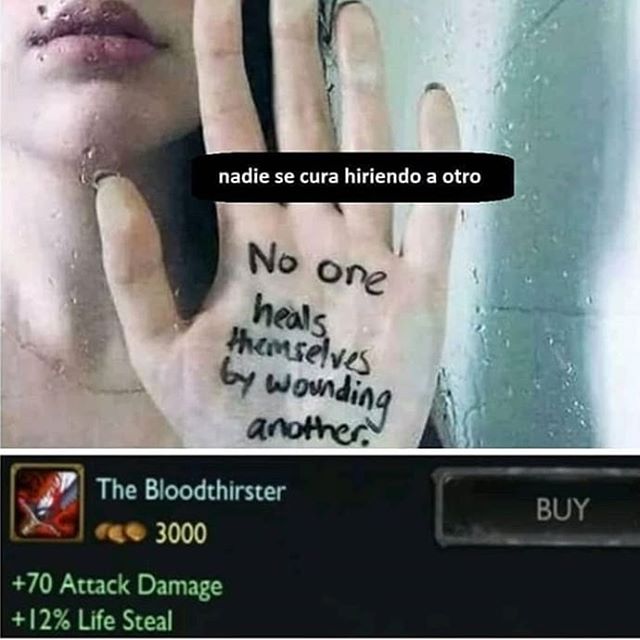 nadie se cura hiriendo a otro
No one
heals
themselves
by wounding
another.
The Bloodthirster
3000
BUY
+70 Attack Damage
+12% Life Steal